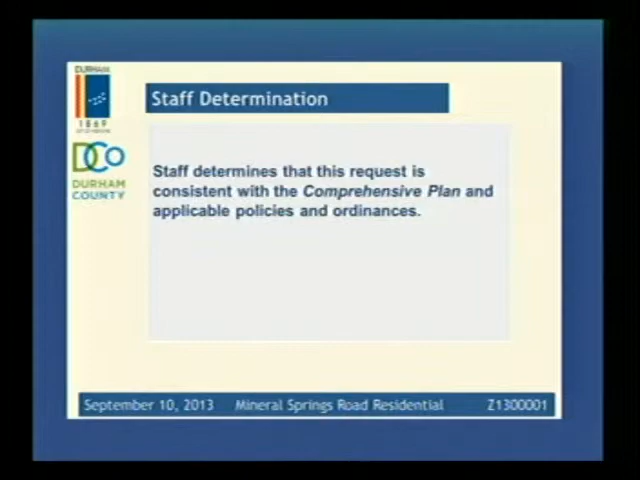 DURHAM
1869
DCo
DURHAM
COUNTY
Staff Determination
Staff determines that this request is
consistent with the Comprehensive Plan and
applicable policies and ordinances.
September 10, 2013 Mineral Springs Road Residential Z1300001